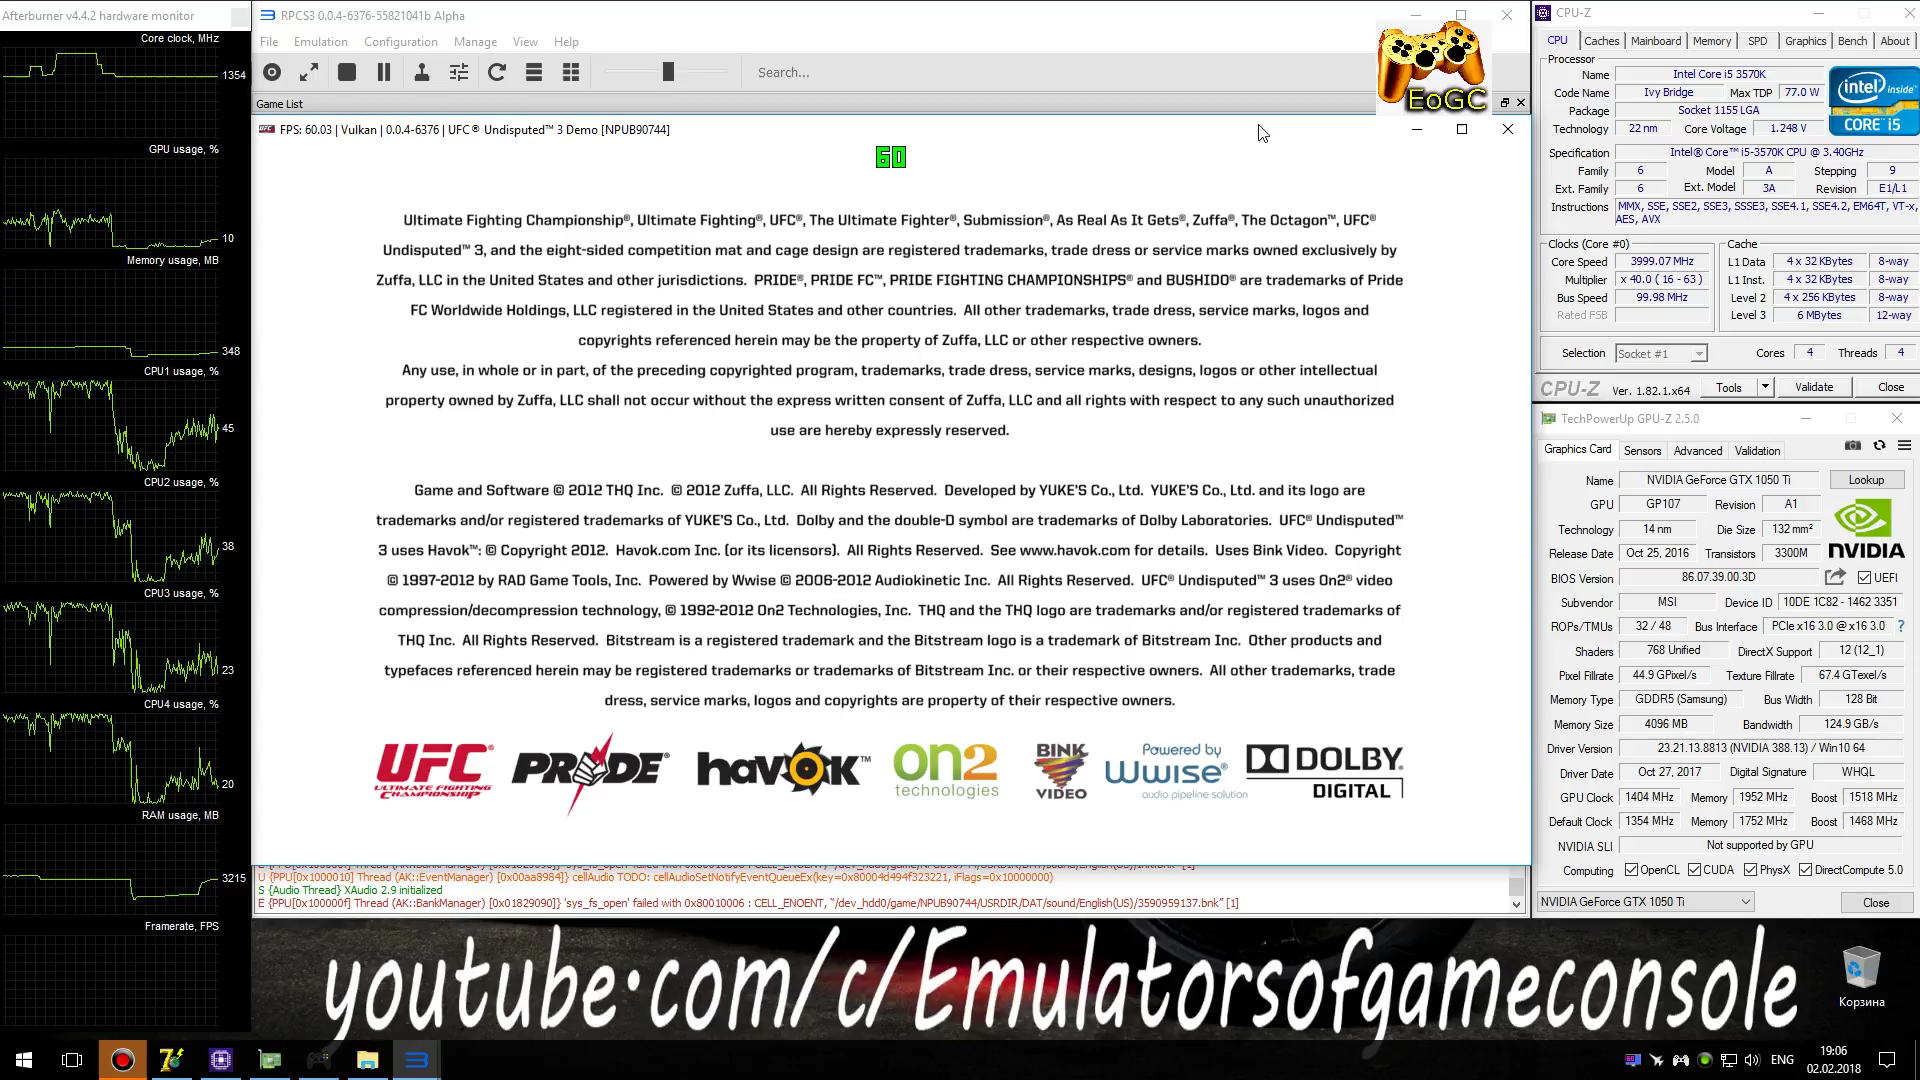 Afterburner v4.4.2 hardware monitor
Core clock, MHz
1354
GPU usage, %
10
Memory usage, MB
348
CPU1 usage, %
45
CPU2 usage, %
38
CPU3 usage, %
23
CPU4 usage, %
20
RAM usage, MB
3215
Framerate, FPS
RPCS3 0.0.4-6376-55821041b Alpha
File Emulation Configuration Manage View Help
Search...
EoGC
Game List
FPS: 60.03 | Vulkan | 0.0.4-6376 | UFC® Undisputed™ 3 Demo [NPUB90744]
60
Ultimate Fighting Championship®, Ultimate Fighting®, UFC®, The Ultimate Fighter®, Submission®, As Real As It Gets®, Zuffa®, The Octagon™, UFC®
Undisputed™ 3, and the eight-sided competition mat and cage design are registered trademarks, trade dress or service marks owned exclusively by
Zuffa, LLC in the United States and other jurisdictions. PRIDE®, PRIDE FC™, PRIDE FIGHTING CHAMPIONSHIPS® and BUSHIDO® are trademarks of Pride
FC Worldwide Holdings, LLC registered in the United States and other countries. All other trademarks, trade dress, service marks, logos and
copyrights referenced herein may be the property of Zuffa, LLC or other respective owners.
Any use, in whole or in part, of the preceding copyrighted program, trademarks, trade dress, service marks, designs, logos or other intellectual
property owned by Zuffa, LLC shall not occur without the express written consent of Zuffa, LLC and all rights with respect to any such unauthorized
use are hereby expressly reserved.
Game and Software © 2012 THQ Inc. © 2012 Zuffa, LLC. All Rights Reserved. Developed by YUKE'S Co., Ltd. YUKE'S Co., Ltd. and its logo are
trademarks and/or registered trademarks of YUKE'S Co., Ltd. Dolby and the double-D symbol are trademarks of Dolby Laboratories. UFC® Undisputed™
3 uses Havok™: © Copyright 2012. Havok.com Inc. (or its licensors). All Rights Reserved. See www.havok.com for details. Uses Bink Video. Copyright
© 1997-2012 by RAD Game Tools, Inc. Powered by Wwise © 2006-2012 Audiokinetic Inc. All Rights Reserved. UFC® Undisputed™ 3 uses On2® video
compression/decompression technology, © 1992-2012 On2 Technologies, Inc. THQ and the THQ logo are trademarks and/or registered trademarks of
THQ Inc. All Rights Reserved. Bitstream is a registered trademark and the Bitstream logo is a trademark of Bitstream Inc. Other products and
typefaces referenced herein may be registered trademarks or trademarks of Bitstream Inc. or their respective owners. All other trademarks, trade
dress, service marks, logos and copyrights are property of their respective owners.
UFC® ULTIMATE FIGHTING CHAMPIONSHIP®
PRIDE®
havok™
on2 technologies
BINK VIDEO
Powered by wwise® audio pipeline solution
DOLBY® DIGITAL
U {PPU[0x1000010] Thread (AK::EventManager) [0x00aa8984]} cellAudio TODO: cellAudioSetNotifyEventQueueEx(key=0x80004d494f323221, iFlags=0x10000000)
S {Audio Thread} XAudio 2.9 initialized
E {PPU[0x100000f] Thread (AK::BankManager) [0x01829090]} 'sys_fs_open' failed with 0x80010006 : CELL_ENOENT, “/dev_hdd0/game/NPUB90744/USRDIR/DAT/sound/English(US)/3590959137.bnk” [1]
CPU-Z
CPU Caches Mainboard Memory SPD Graphics Bench About
Processor
Name Intel Core i5 3570K
Code Name Ivy Bridge Max TDP 77.0 W
Package Socket 1155 LGA
Technology 22 nm Core Voltage 1.248 V
intel inside™ CORE i5
Specification Intel® Core™ i5-3570K CPU @ 3.40GHz
Family 6 Model A Stepping 9
Ext. Family 6 Ext. Model 3A Revision E1/L1
Instructions MMX, SSE, SSE2, SSE3, SSSE3, SSE4.1, SSE4.2, EM64T, VT-x, AES, AVX
Clocks (Core #0)
Core Speed 3999.07 MHz
Multiplier x 40.0 ( 16 - 63 )
Bus Speed 99.98 MHz
Rated FSB
Cache
L1 Data 4 x 32 KBytes 8-way
L1 Inst. 4 x 32 KBytes 8-way
Level 2 4 x 256 KBytes 8-way
Level 3 6 MBytes 12-way
Selection Socket #1 Cores 4 Threads 4
CPU-Z Ver. 1.82.1.x64 Tools Validate Close
TechPowerUp GPU-Z 2.5.0
Graphics Card Sensors Advanced Validation
Name NVIDIA GeForce GTX 1050 Ti Lookup
GPU GP107 Revision A1
Technology 14 nm Die Size 132 mm²
Release Date Oct 25, 2016 Transistors 3300M
NVIDIA
BIOS Version 86.07.39.00.3D UEFI
Subvendor MSI Device ID 10DE 1C82 - 1462 3351
ROPs/TMUs 32 / 48 Bus Interface PCIe x16 3.0 @ x16 3.0 ?
Shaders 768 Unified DirectX Support 12 (12_1)
Pixel Fillrate 44.9 GPixel/s Texture Fillrate 67.4 GTexel/s
Memory Type GDDR5 (Samsung) Bus Width 128 Bit
Memory Size 4096 MB Bandwidth 124.9 GB/s
Driver Version 23.21.13.8813 (NVIDIA 388.13) / Win10 64
Driver Date Oct 27, 2017 Digital Signature WHQL
GPU Clock 1404 MHz Memory 1952 MHz Boost 1518 MHz
Default Clock 1354 MHz Memory 1752 MHz Boost 1468 MHz
NVIDIA SLI Not supported by GPU
Computing OpenCL CUDA PhysX DirectCompute 5.0
NVIDIA GeForce GTX 1050 Ti Close
youtube.com/c/Emulatorsofgameconsole
Корзина
ENG
19:06
02.02.2018